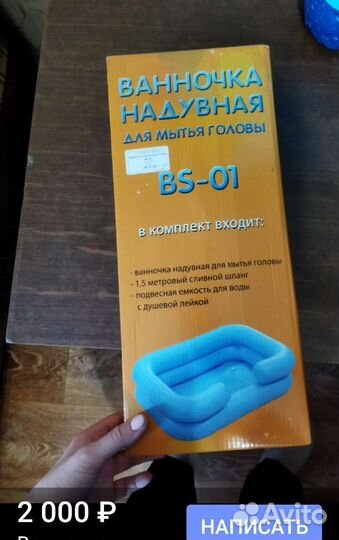 ВАННОЧКА
НАДУВНАЯ
ДЛЯ МЫТЬЯ ГОЛОВЫ
BS-01
В КОМПЛЕКТ ВХОДИТ:
- ванночка надувная для мытья головы
- 1,5 метровый сливной шланг
- подвесная емкость для воды
с душевой лейкой
2 000 ₽
НАПИСАТЬ
Avito